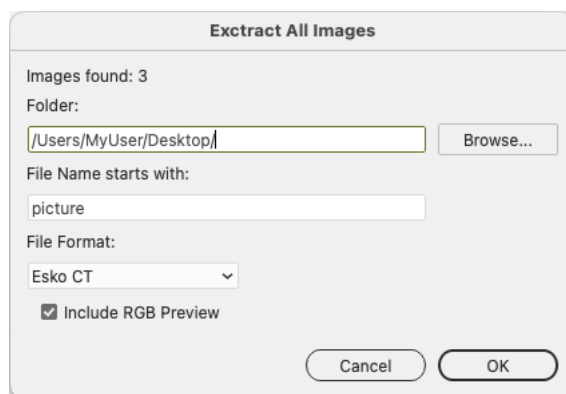 Exctract All Images
Images found: 3
Folder:
/Users/MyUser/Desktop/
Browse...
File Name starts with:
picture
File Format:
Esko CT
Include RGB Preview
Cancel
OK